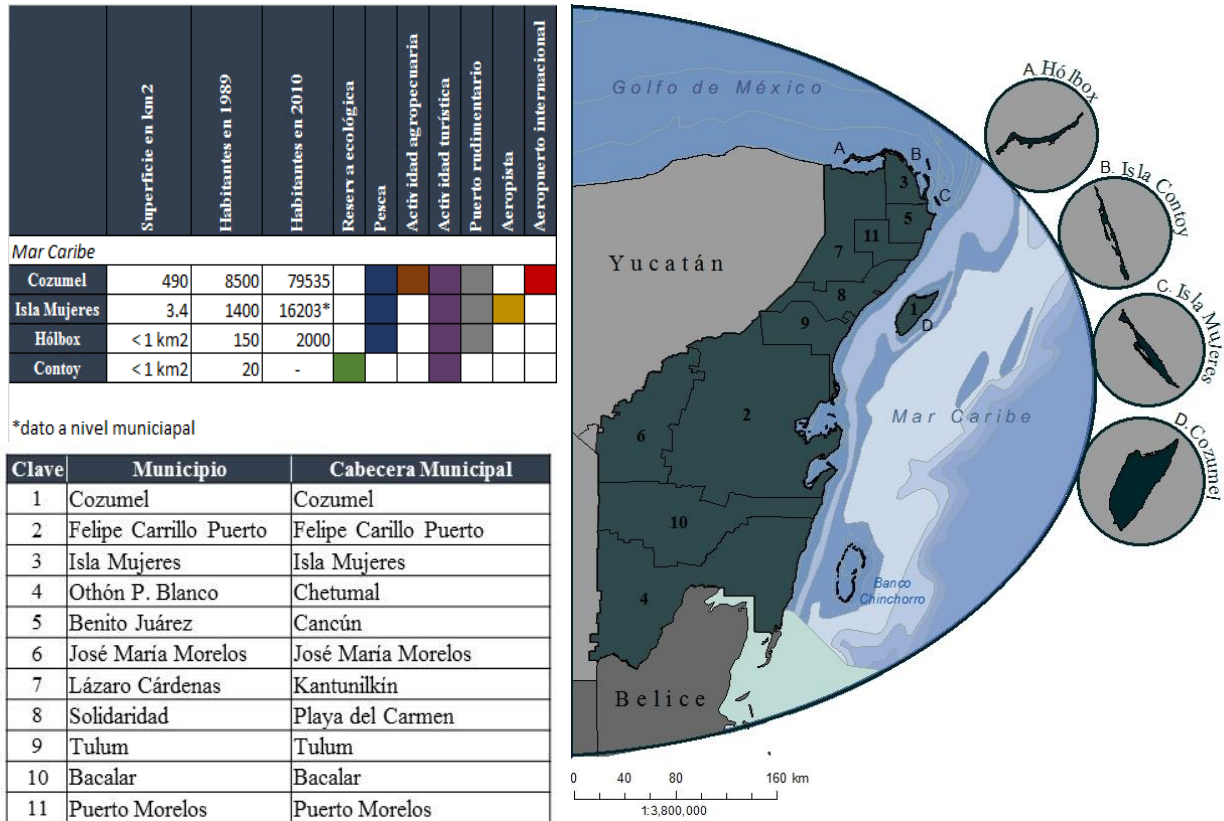 Superficie en km2
Habitantes en 1989
Habitantes en 2010
Reserva ecológica
Pesca
Actividad agropecuaria
Actividad turística
Puerto rudimentario
Aeropista
Aeropuerto internacional
Mar Caribe
Cozumel 490 8500 79535
Isla Mujeres 3.4 1400 16203*
Hólbox < 1 km2 150 2000
Contoy < 1 km2 20 -
*dato a nivel municiapal
Clave Municipio Cabecera Municipal
1 Cozumel Cozumel
2 Felipe Carrillo Puerto Felipe Carillo Puerto
3 Isla Mujeres Isla Mujeres
4 Othón P. Blanco Chetumal
5 Benito Juárez Cancún
6 José María Morelos José María Morelos
7 Lázaro Cárdenas Kantunilkín
8 Solidaridad Playa del Carmen
9 Tulum Tulum
10 Bacalar Bacalar
11 Puerto Morelos Puerto Morelos
Golfo de México
A
B
3
C
5
11
7
Yucatán
8
1
9
D
2
Mar Caribe
6
10
Banco
Chinchorro
4
Belice
0 40 80 160 km
1:3,800,000
A. Hólbox
B. Isla Contoy
C. Isla Mujeres
D. Cozumel